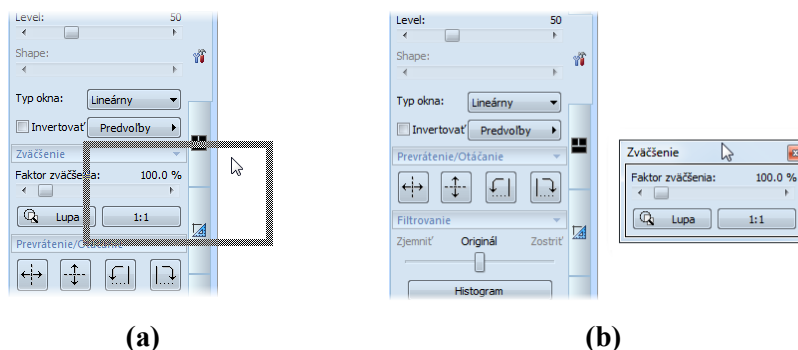 Level: 50
Shape:
Typ okna: Lineárny
Invertovať Predvoľby
Zväčšenie
Faktor zväčšenia: 100.0 %
Lupa 1:1
Prevrátenie/Otáčanie
(a)
Level: 50
Shape:
Typ okna: Lineárny
Invertovať Predvoľby
Prevrátenie/Otáčanie
Filtrovanie
Zjemniť Originál Zostriť
Histogram
Zväčšenie
Faktor zväčšenia: 100.0 %
Lupa 1:1
(b)